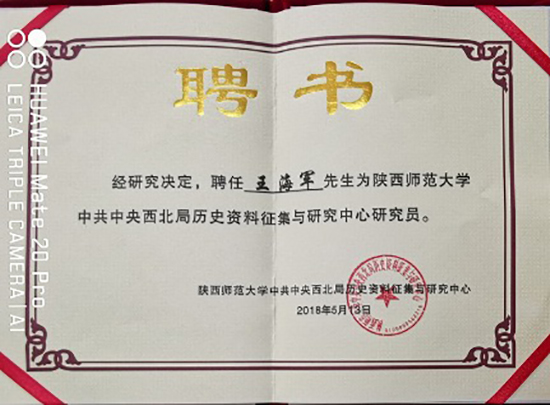 聘书
经研究决定，聘任 王海军 先生为陕西师范大学
中共中央西北局历史资料征集与研究中心研究员。
陕西师范大学中共中央西北局历史资料征集与研究中心
2018年5月13日
HUAWEI Mate 20 Pro
LEICA TRIPLE CAMERA | AI